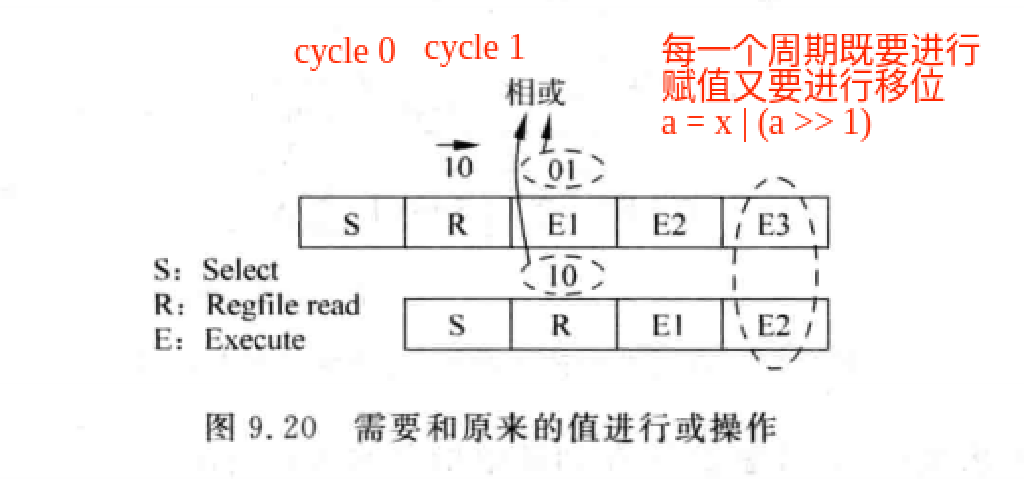 cycle 0 cycle 1
每一个周期既要进行
赋值又要进行移位
a = x | (a >> 1)
相或
10 01
S R E1 E2 E3
10
S R E1 E2
S：Select
R：Regfile read
E：Execute
图 9.20 需要和原来的值进行或操作